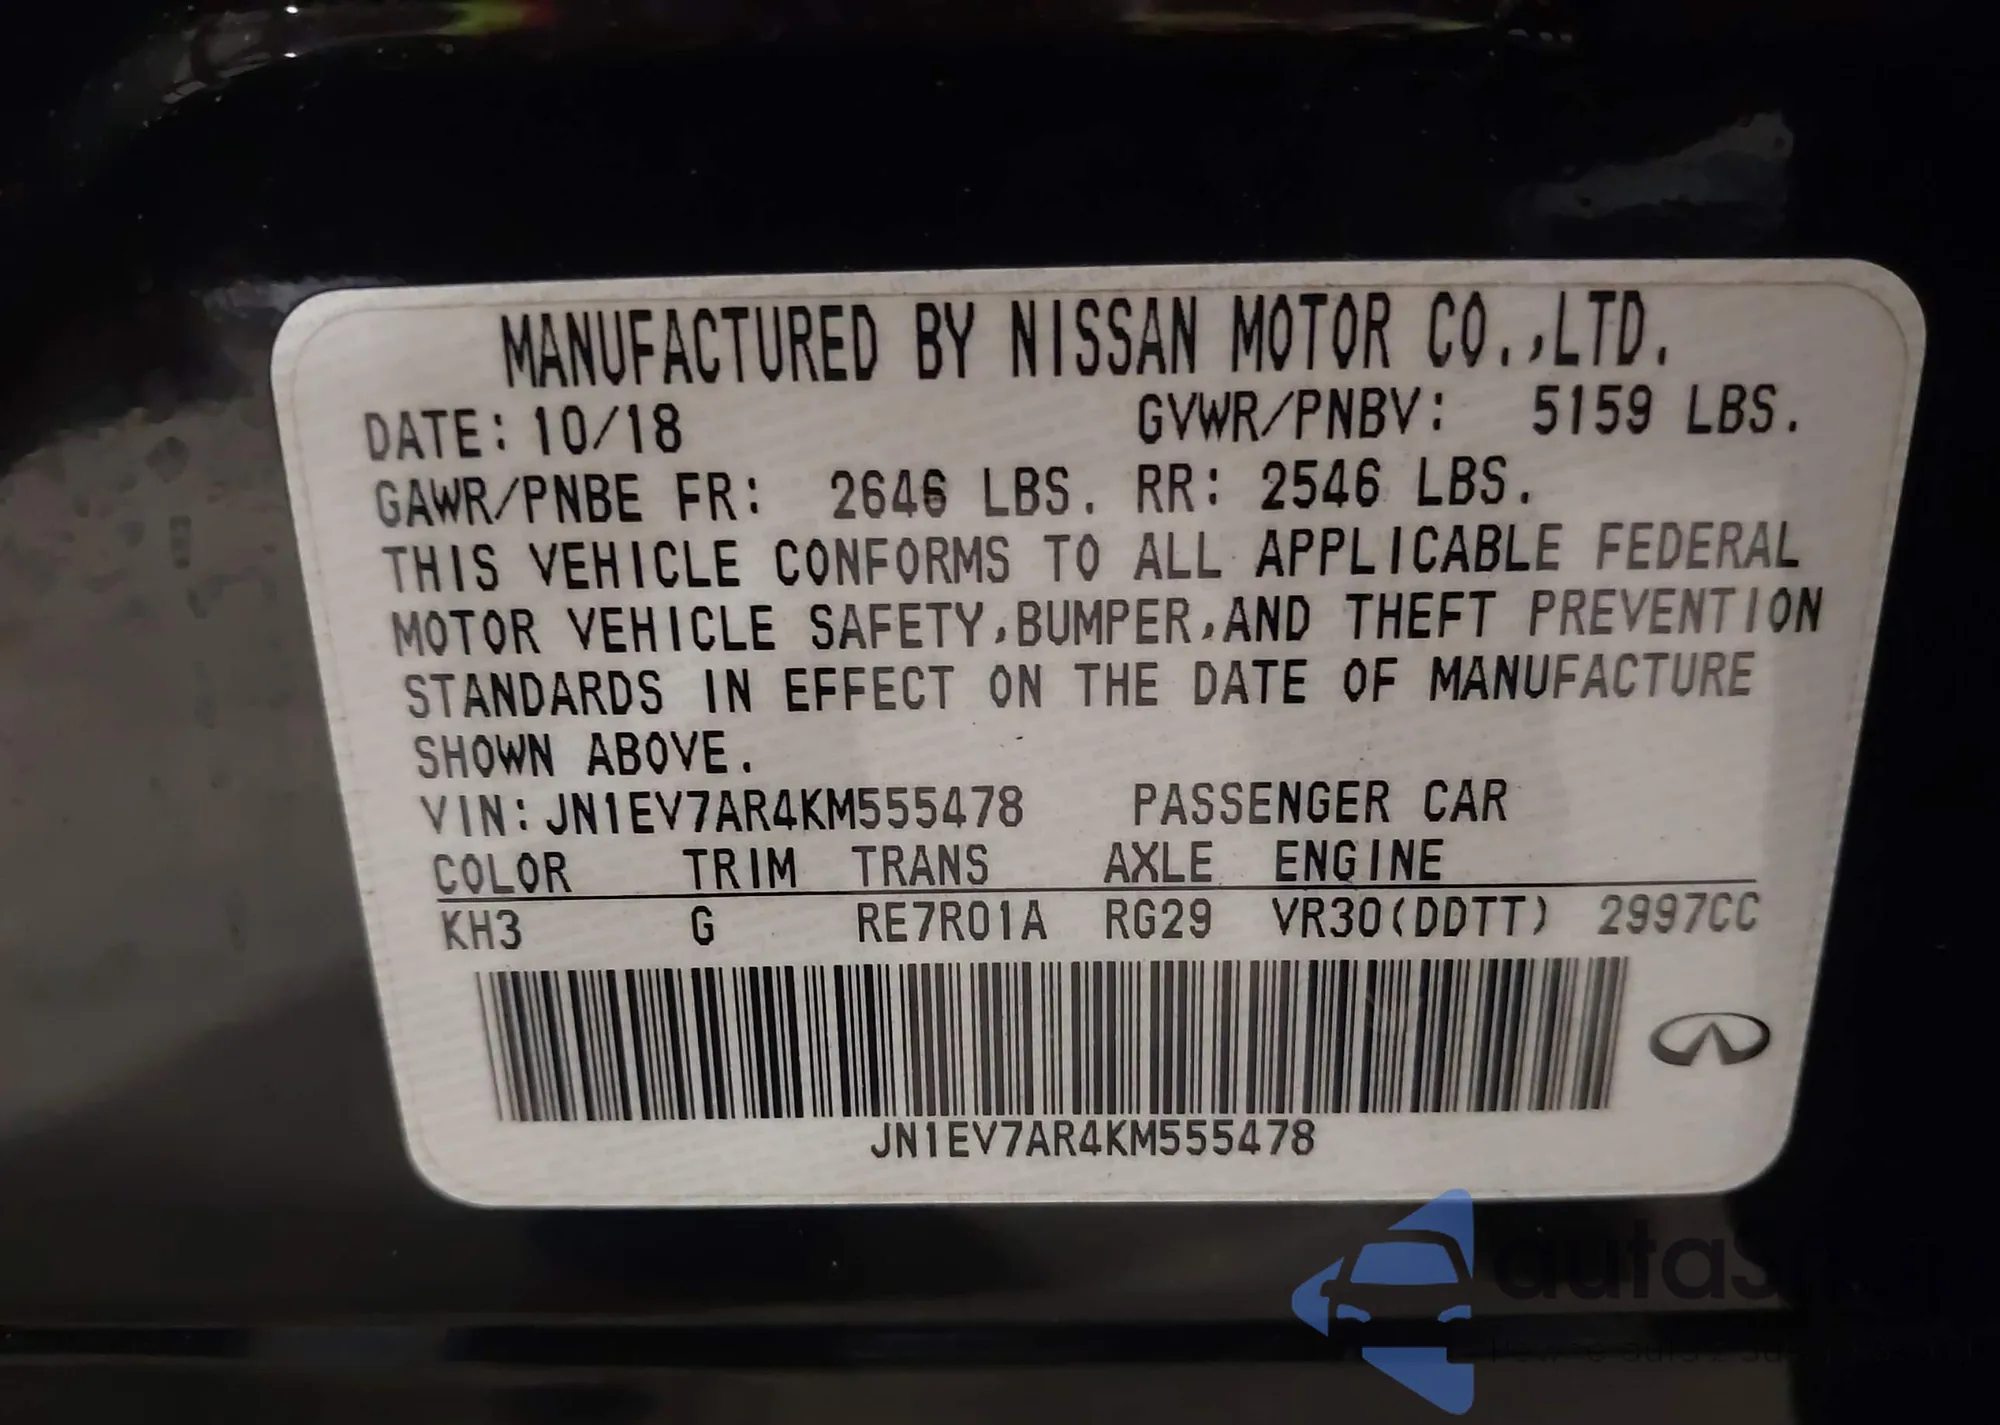 MANUFACTURED BY NISSAN MOTOR CO.,LTD.
DATE: 10/18 GVWR/PNBV: 5159 LBS.
GAWR/PNBE FR: 2646 LBS. RR: 2546 LBS.
THIS VEHICLE CONFORMS TO ALL APPLICABLE FEDERAL
MOTOR VEHICLE SAFETY,BUMPER,AND THEFT PREVENTION
STANDARDS IN EFFECT ON THE DATE OF MANUFACTURE
SHOWN ABOVE.
VIN: JN1EV7AR4KM555478 PASSENGER CAR
COLOR TRIM TRANS AXLE ENGINE
KH3 G RE7R01A RG29 VR30(DDTT) 2997CC
JN1EV7AR4KM555478